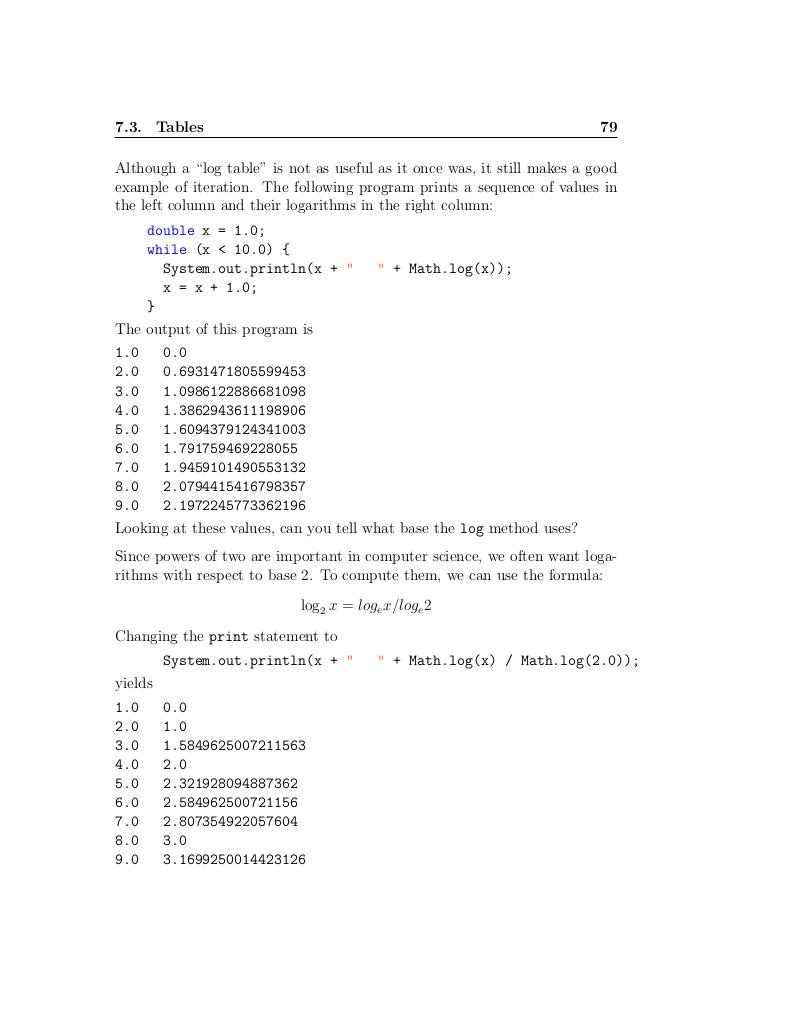 7.3. Tables 79
Although a “log table” is not as useful as it once was, it still makes a good
example of iteration. The following program prints a sequence of values in
the left column and their logarithms in the right column:
double x = 1.0;
while (x < 10.0) {
  System.out.println(x + "   " + Math.log(x));
  x = x + 1.0;
}
The output of this program is
1.0   0.0
2.0   0.6931471805599453
3.0   1.0986122886681098
4.0   1.3862943611198906
5.0   1.6094379124341003
6.0   1.791759469228055
7.0   1.9459101490553132
8.0   2.0794415416798357
9.0   2.1972245773362196
Looking at these values, can you tell what base the log method uses?
Since powers of two are important in computer science, we often want loga-
rithms with respect to base 2. To compute them, we can use the formula:
log₂ x = logₑx/logₑ2
Changing the print statement to
System.out.println(x + "   " + Math.log(x) / Math.log(2.0));
yields
1.0   0.0
2.0   1.0
3.0   1.5849625007211563
4.0   2.0
5.0   2.321928094887362
6.0   2.584962500721156
7.0   2.807354922057604
8.0   3.0
9.0   3.1699250014423126